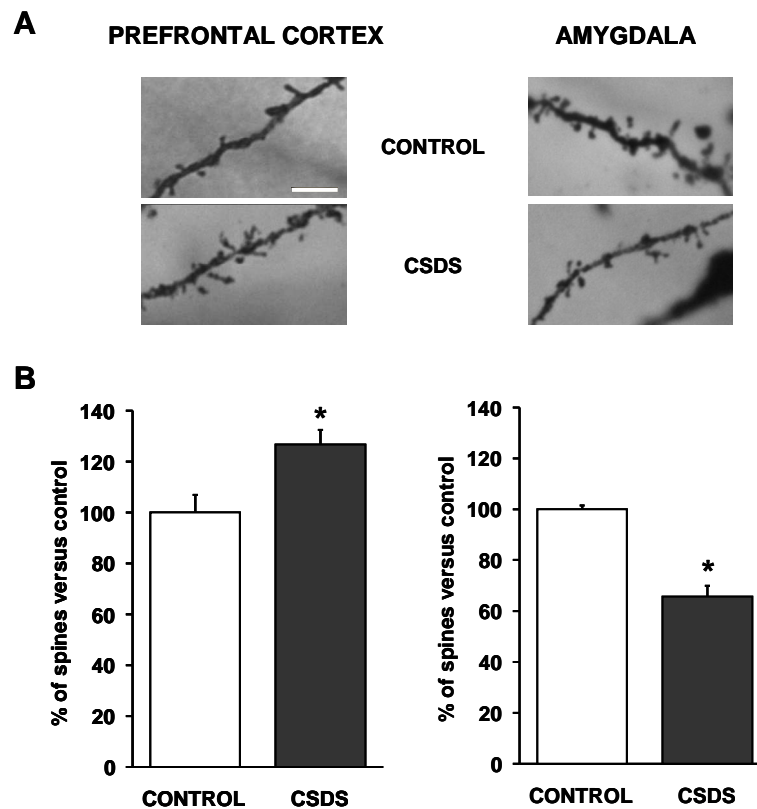 A
PREFRONTAL CORTEX
AMYGDALA
CONTROL
CSDS
B
% of spines versus control
140
120
100
80
60
40
20
0
*
CONTROL
CSDS
% of spines versus control
140
120
100
80
60
40
20
0
*
CONTROL
CSDS